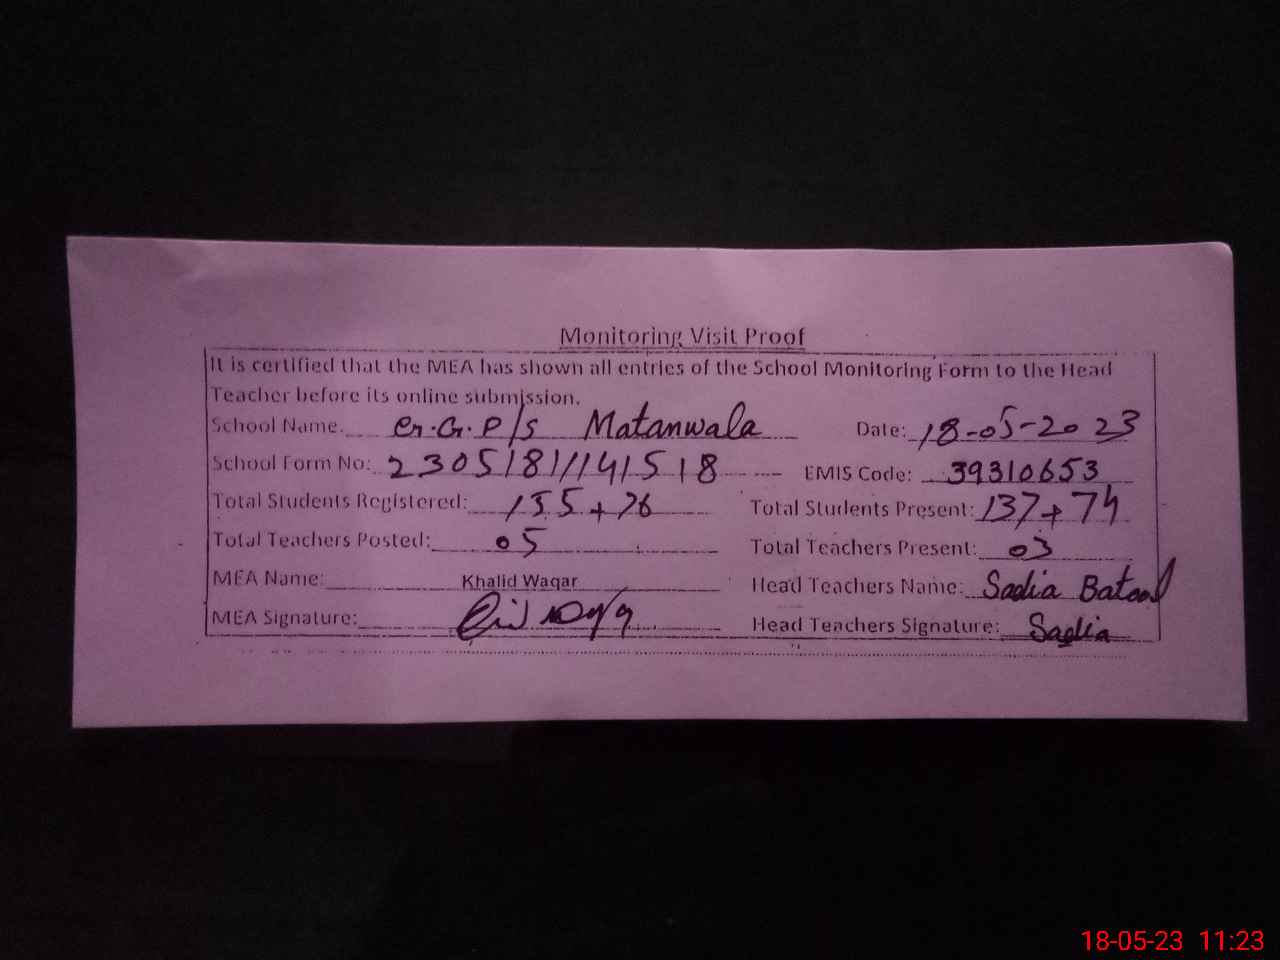 Monitoring Visit Proof
It is certified that the MEA has shown all entries of the School Monitoring Form to the Head
Teacher before its online submission.
School Name: G.G.P/S Matanwala Date: 18-05-2023
School Form No: 23051811141518 EMIS Code: 39310653
Total Students Registered: 155+76 Total Students Present: 137+74
Total Teachers Posted: 05 Total Teachers Present: 03
MEA Name: Khalid Waqar Head Teachers Name: Sadia Batool
MEA Signature: Head Teachers Signature: Sadia
18-05-23 11:23